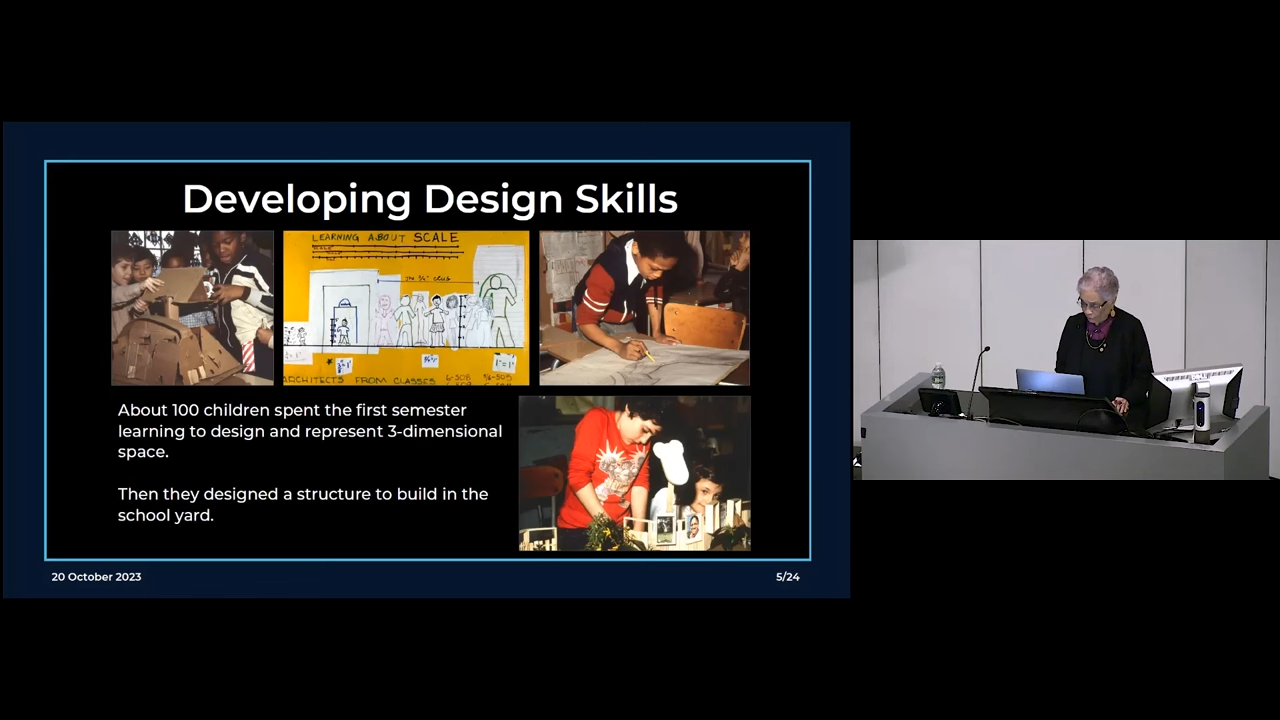 Developing Design Skills
LEARNING ABOUT SCALE
ARCHITECTS FROM CLASSES
About 100 children spent the first semester
learning to design and represent 3-dimensional
space.
Then they designed a structure to build in the
school yard.
20 October 2023
5/24